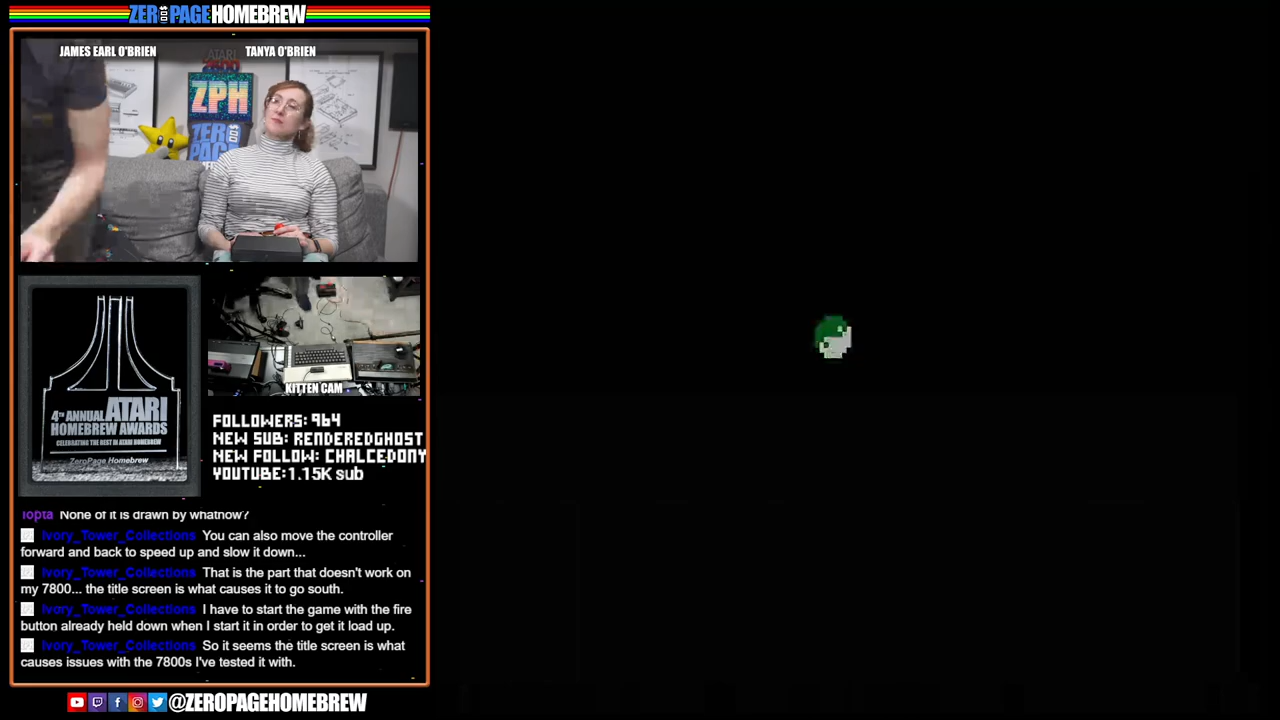 ZEROPAGE HOMEBREW
JAMES EARL O'BRIEN
TANYA O'BRIEN
ATARI
2600
ZPH
ZERO
PAGE
4TH ANNUAL ATARI
HOMEBREW AWARDS
CELEBRATING THE BEST IN ATARI HOMEBREW
ZeroPage Homebrew
KITTEN CAM
FOLLOWERS: 964
NEW SUB: RENDEREDGHOST
NEW FOLLOW: CHALCEDONY
YOUTUBE: 1.15K sub
Topta None of it is drawn by whatnow?
Ivory_Tower_Collections You can also move the controller
forward and back to speed up and slow it down...
Ivory_Tower_Collections That is the part that doesn't work on
my 7800... the title screen is what causes it to go south.
Ivory_Tower_Collections I have to start the game with the fire
button already held down when I start it in order to get it load up.
Ivory_Tower_Collections So it seems the title screen is what
causes issues with the 7800s I've tested it with.
@ZEROPAGEHOMEBREW